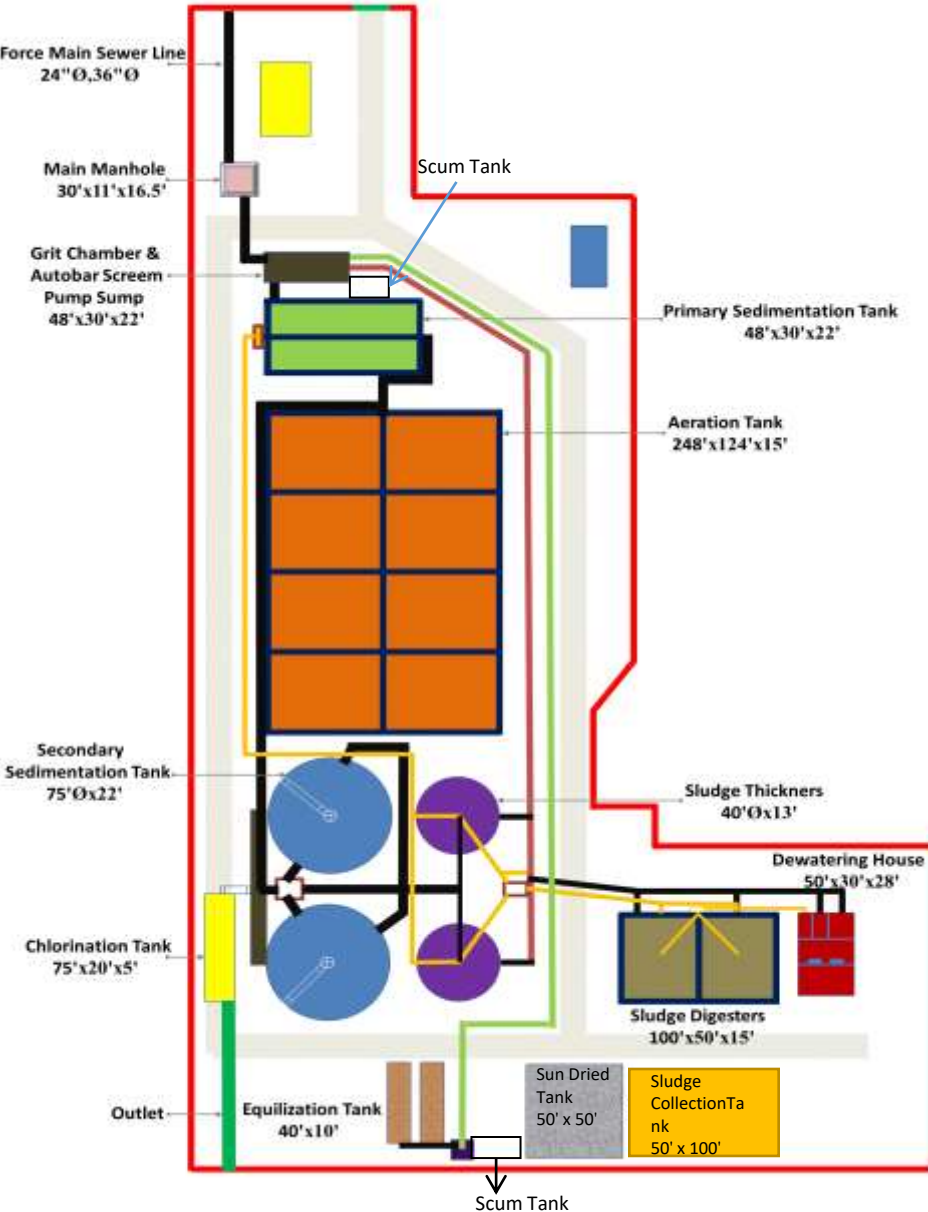 Force Main Sewer Line
24"Ø,36"Ø
Main Manhole
30'x11'x16.5'
Scum Tank
Grit Chamber &
Autobar Screem
Pump Sump
48'x30'x22'
Primary Sedimentation Tank
48'x30'x22'
Aeration Tank
248'x124'x15'
Secondary
Sedimentation Tank
75'Øx22'
Sludge Thickners
40'Øx13'
Dewatering House
50'x30'x28'
Chlorination Tank
75'x20'x5'
Sludge Digesters
100'x50'x15'
Outlet
Equilization Tank
40'x10'
Sun Dried
Tank
50' x 50'
Sludge
CollectionTa
nk
50' x 100'
Scum Tank